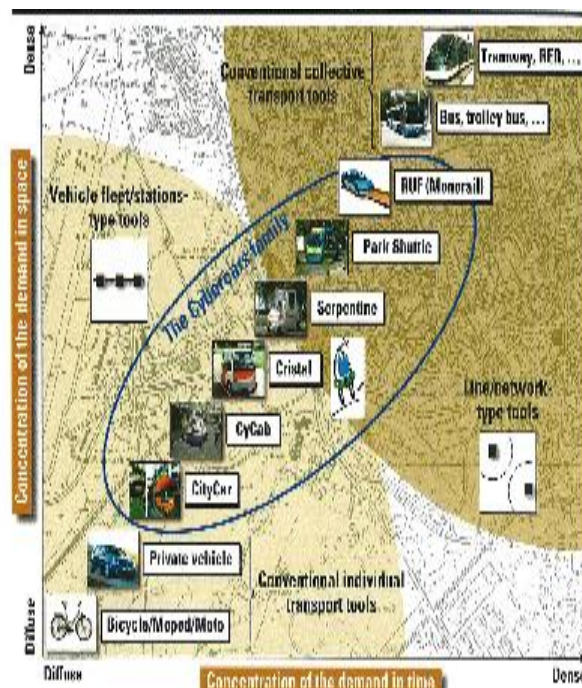 Dense
Conventional collective
transport tools
Tramway, RER, ...
Bus, trolley bus, ...
RUF (Monorail)
Vehicle fleet/stations-
type tools
Park Shuttle
The Cybercars family
Serpentine
Cristal
Line/network-
type tools
CyCab
CityCar
Private vehicle
Conventional individual
transport tools
Bicycle/Moped/Moto
Concentration of the demand in space
Diffuse
Diffuse
Concentration of the demand in time
Dense